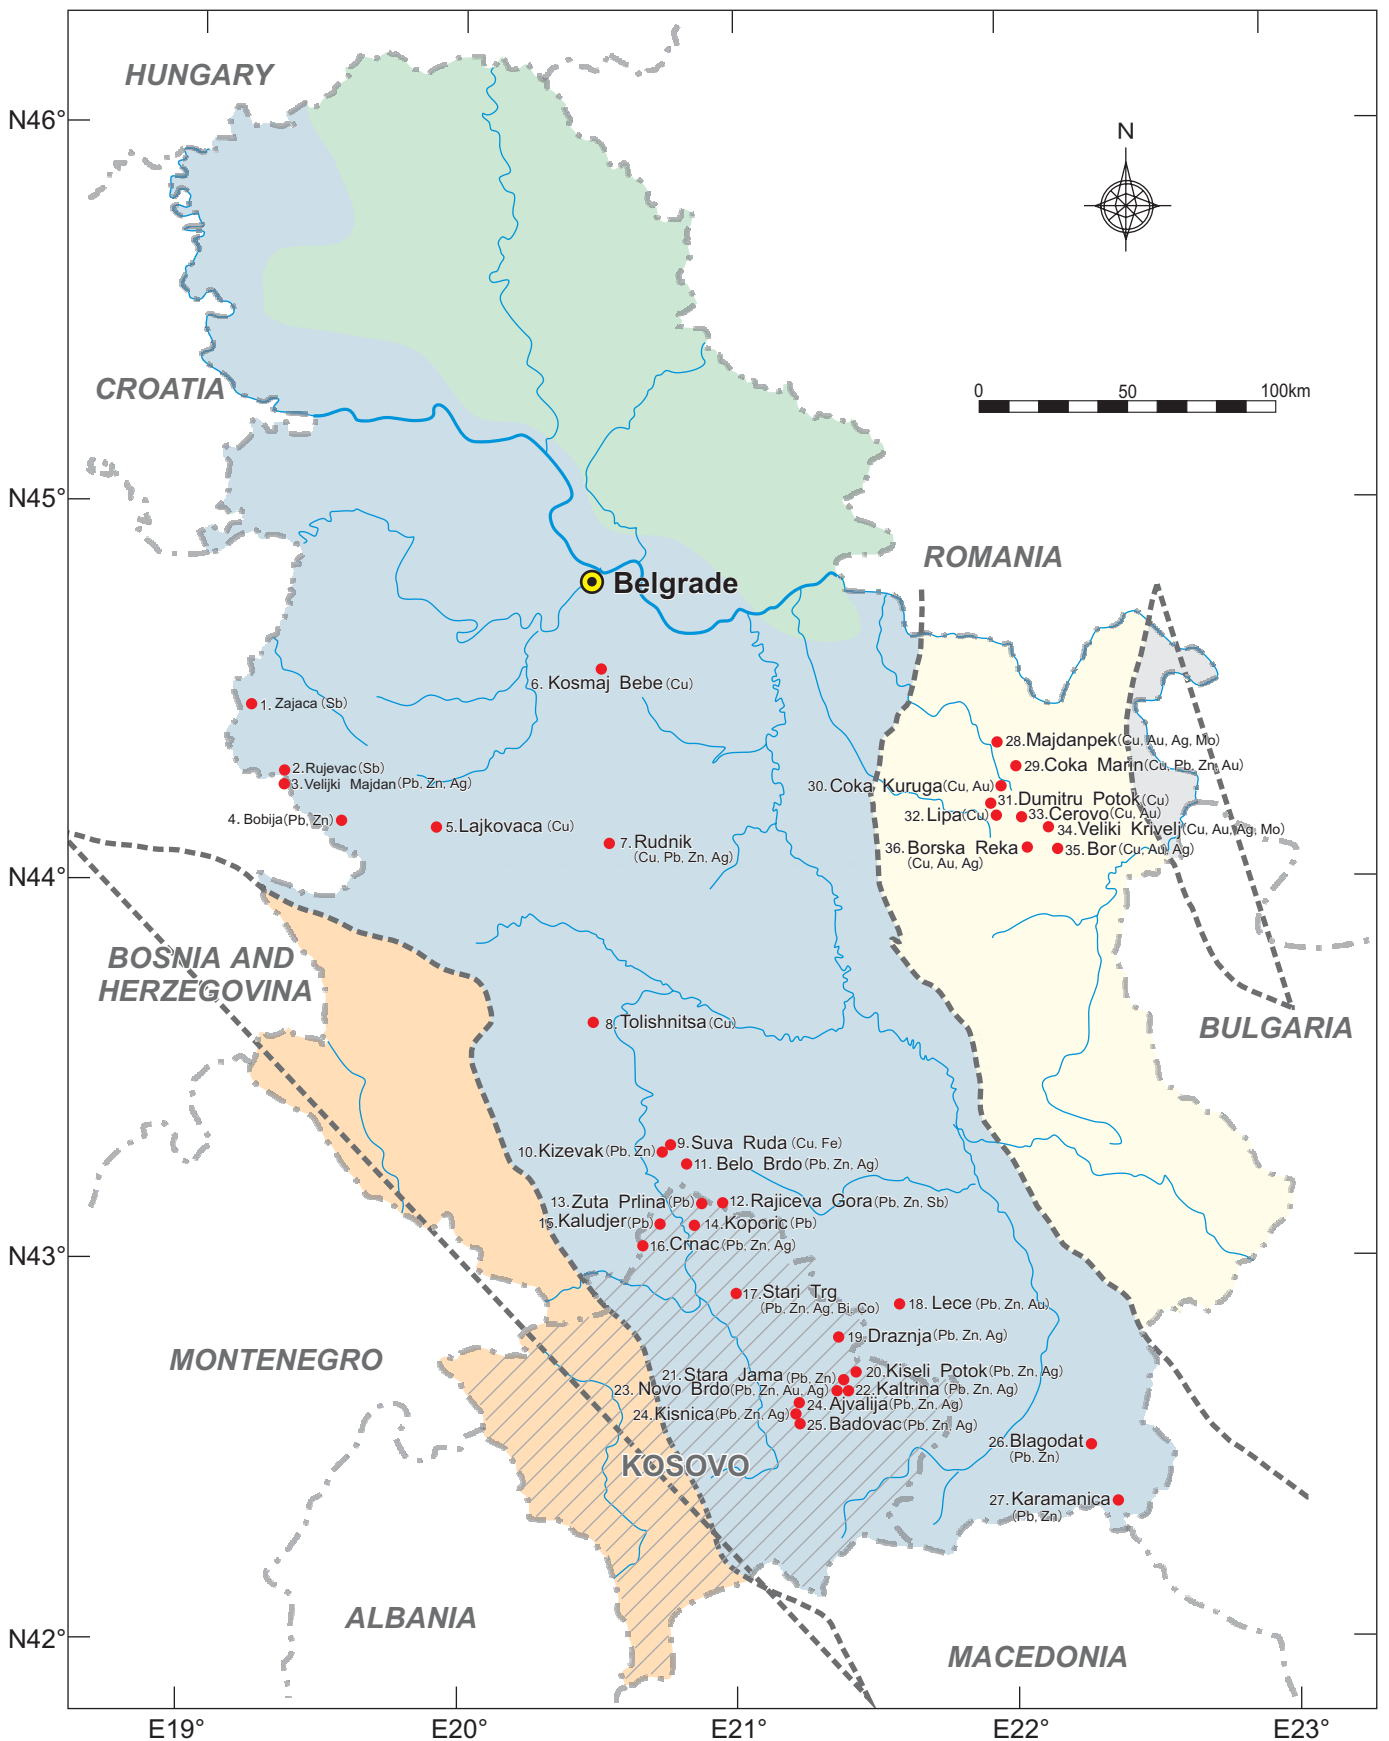 HUNGARY
N46°
N
CROATIA
0 50 100km
N45°
ROMANIA
Belgrade
6. Kosmaj Bebe (Cu)
1. Zajaca (Sb)
28. Majdanpek (Cu, Au, Ag, Mo)
29. Coka Marin (Cu, Pb, Zn, Au)
2. Rujevac (Sb)
3. Velijki Majdan (Pb, Zn, Ag)
30. Coka Kuruga (Cu, Au)
31. Dumitru Potok (Cu)
32. Lipa (Cu)
33. Cerovo (Cu, Au)
4. Bobija (Pb, Zn)
5. Lajkovaca (Cu)
34. Veliki Krivelj (Cu, Au, Ag, Mo)
7. Rudnik
(Cu, Pb, Zn, Ag)
36. Borska Reka
(Cu, Au, Ag)
35. Bor (Cu, Au, Ag)
N44°
BOSNIA AND
HERZEGOVINA
8. Tolishnitsa (Cu)
BULGARIA
9. Suva Ruda (Cu, Fe)
10. Kizevak (Pb, Zn)
11. Belo Brdo (Pb, Zn, Ag)
13. Zuta Prlina (Pb)
12. Rajiceva Gora (Pb, Zn, Sb)
15. Kaludjer (Pb)
14. Koporic (Pb)
16. Crnac (Pb, Zn, Ag)
N43°
17. Stari Trg
(Pb, Zn, Ag, Bi, Co)
18. Lece (Pb, Zn, Au)
19. Draznja (Pb, Zn, Ag)
MONTENEGRO
21. Stara Jama (Pb, Zn)
20. Kiseli Potok (Pb, Zn, Ag)
23. Novo Brdo (Pb, Zn, Au, Ag)
22. Kaltrina (Pb, Zn, Ag)
24. Ajvalija (Pb, Zn, Ag)
24. Kisnica (Pb, Zn, Ag)
25. Badovac (Pb, Zn, Ag)
26. Blagodat
(Pb, Zn)
KOSOVO
27. Karamanica
(Pb, Zn)
ALBANIA
N42°
MACEDONIA
E19° E20° E21° E22° E23°